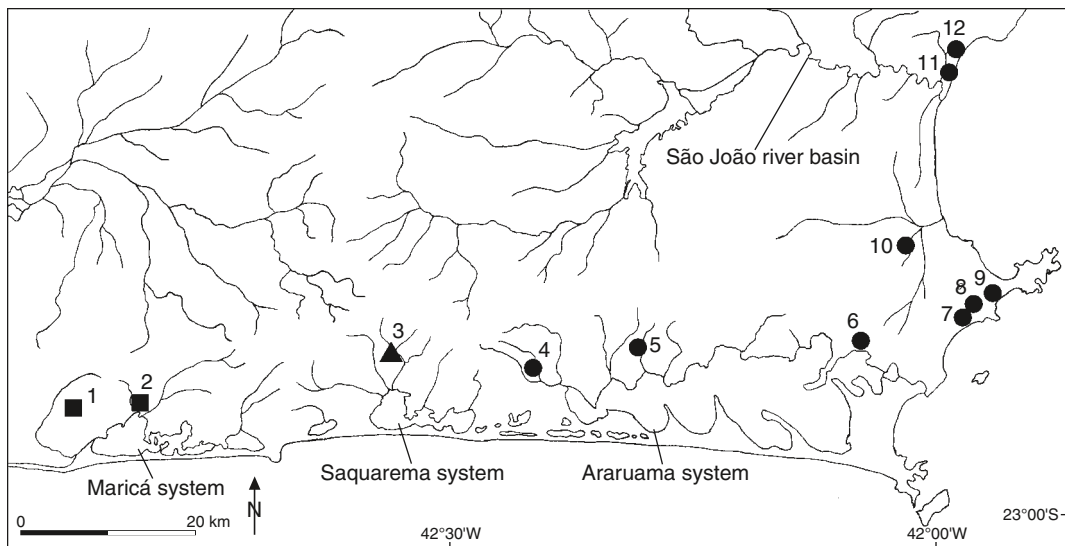 12
11
São João river basin
10
9
8
7
6
3
5
4
2
1
Maricá system
Saquarema system
Araruama system
N
0 20 km
23°00'S
42°30'W
42°00'W